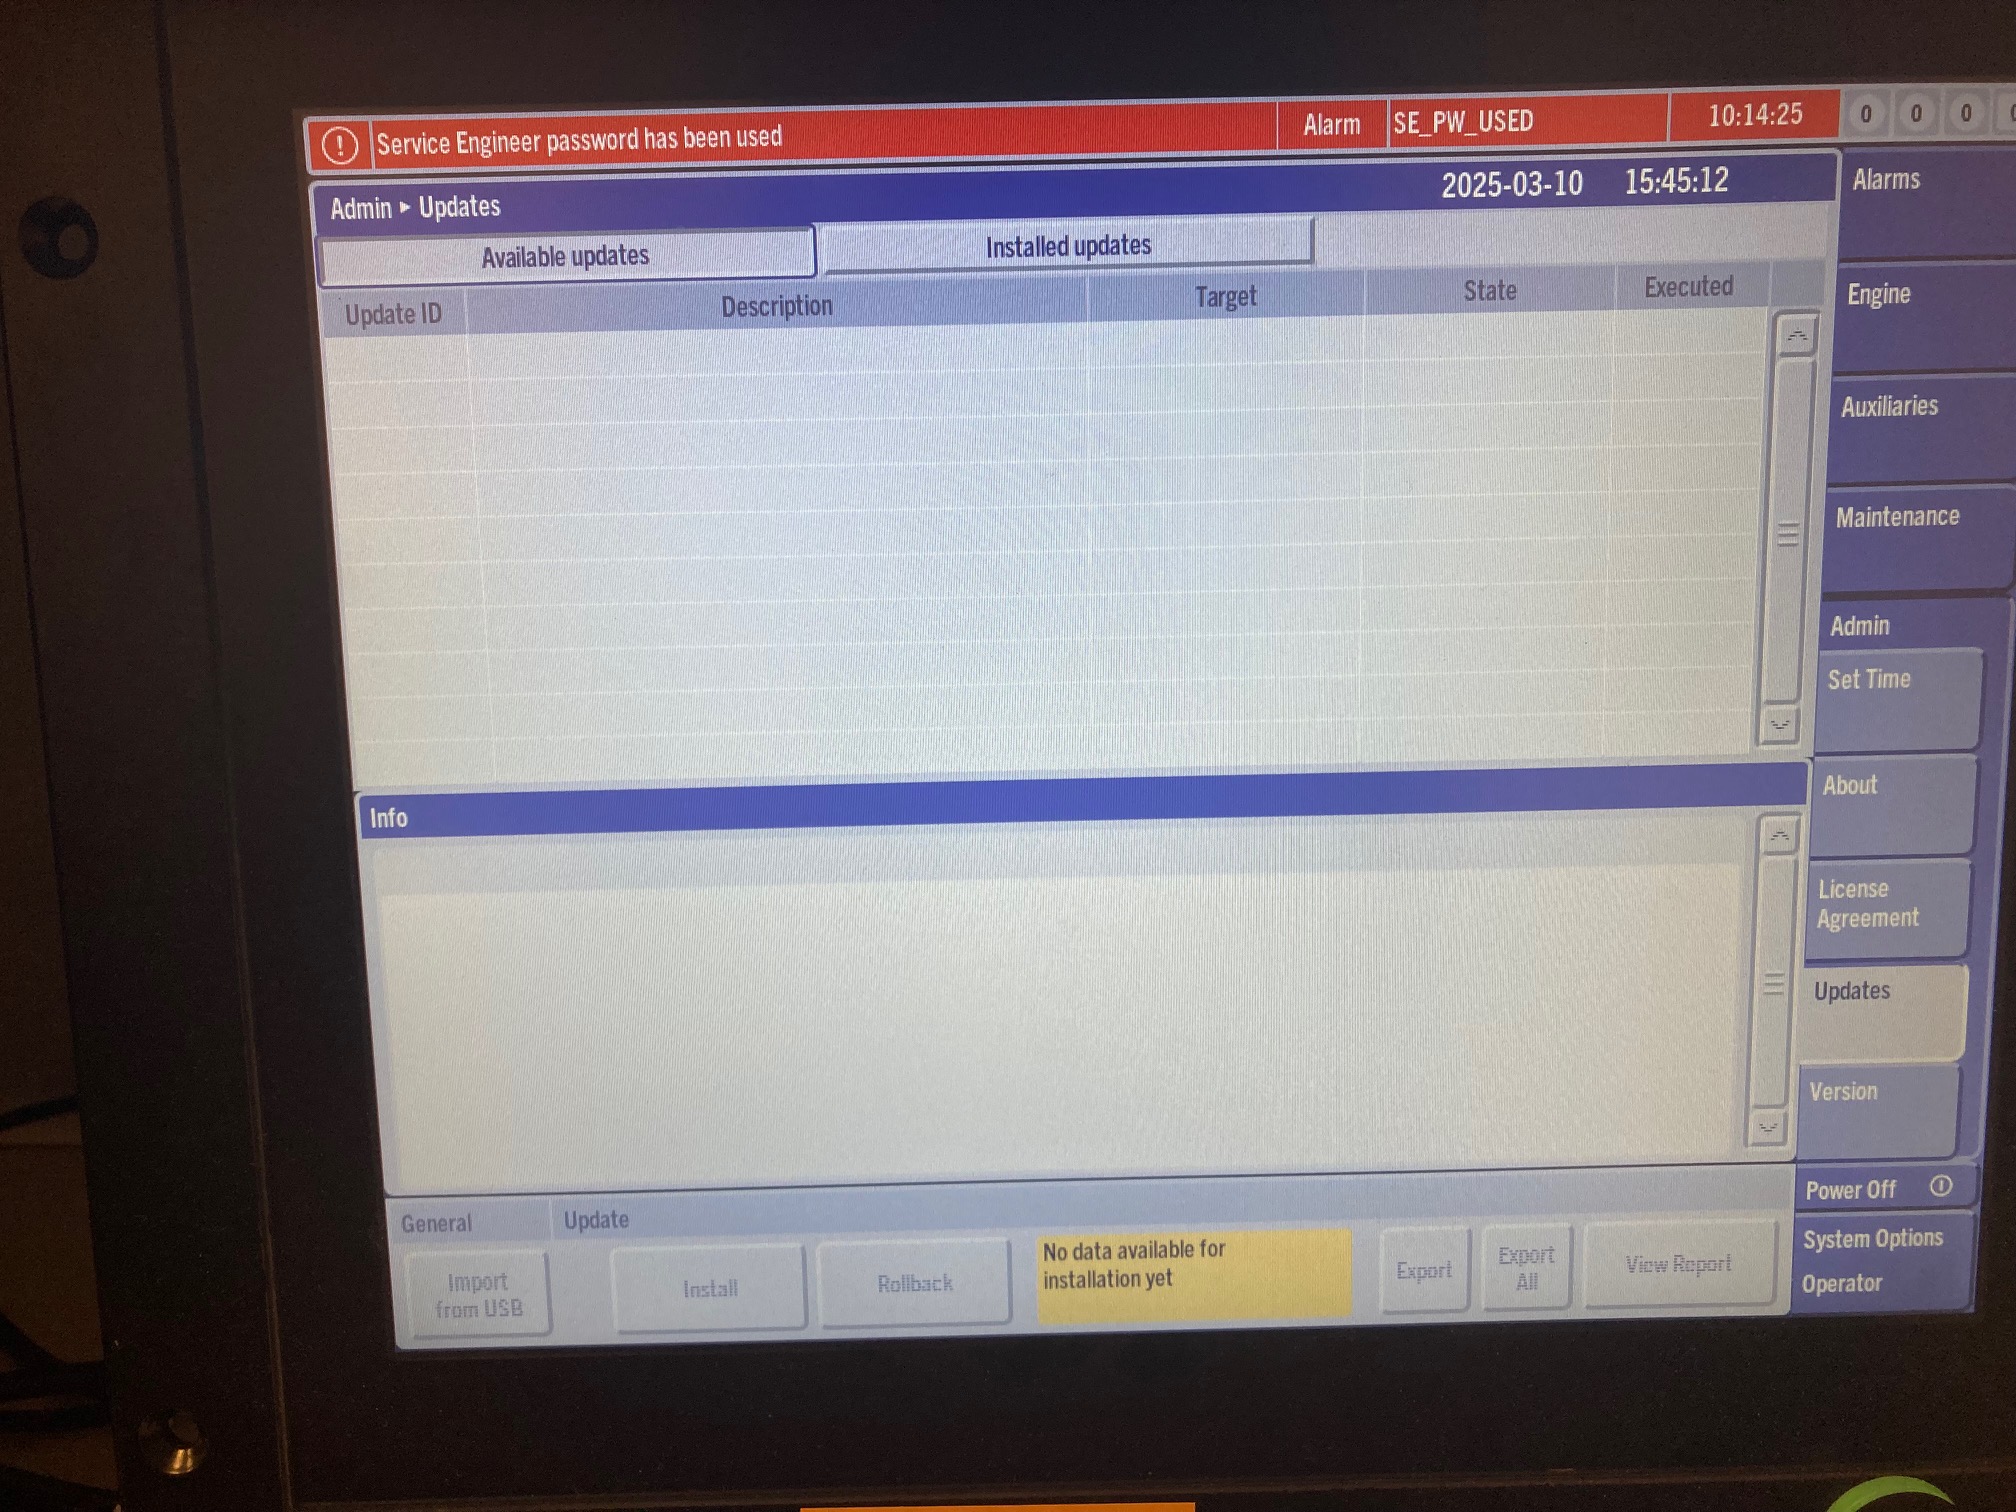 Service Engineer password has been used
Alarm
SE_PW_USED
10:14:25
0
0
0
Admin ▸ Updates
2025-03-10
15:45:12
Available updates
Installed updates
Update ID
Description
Target
State
Executed
Info
General
Update
Import
from USB
Install
Rollback
No data available for
installation yet
Export
Export
All
View Report
Alarms
Engine
Auxiliaries
Maintenance
Admin
Set Time
About
License
Agreement
Updates
Version
Power Off
System Options
Operator